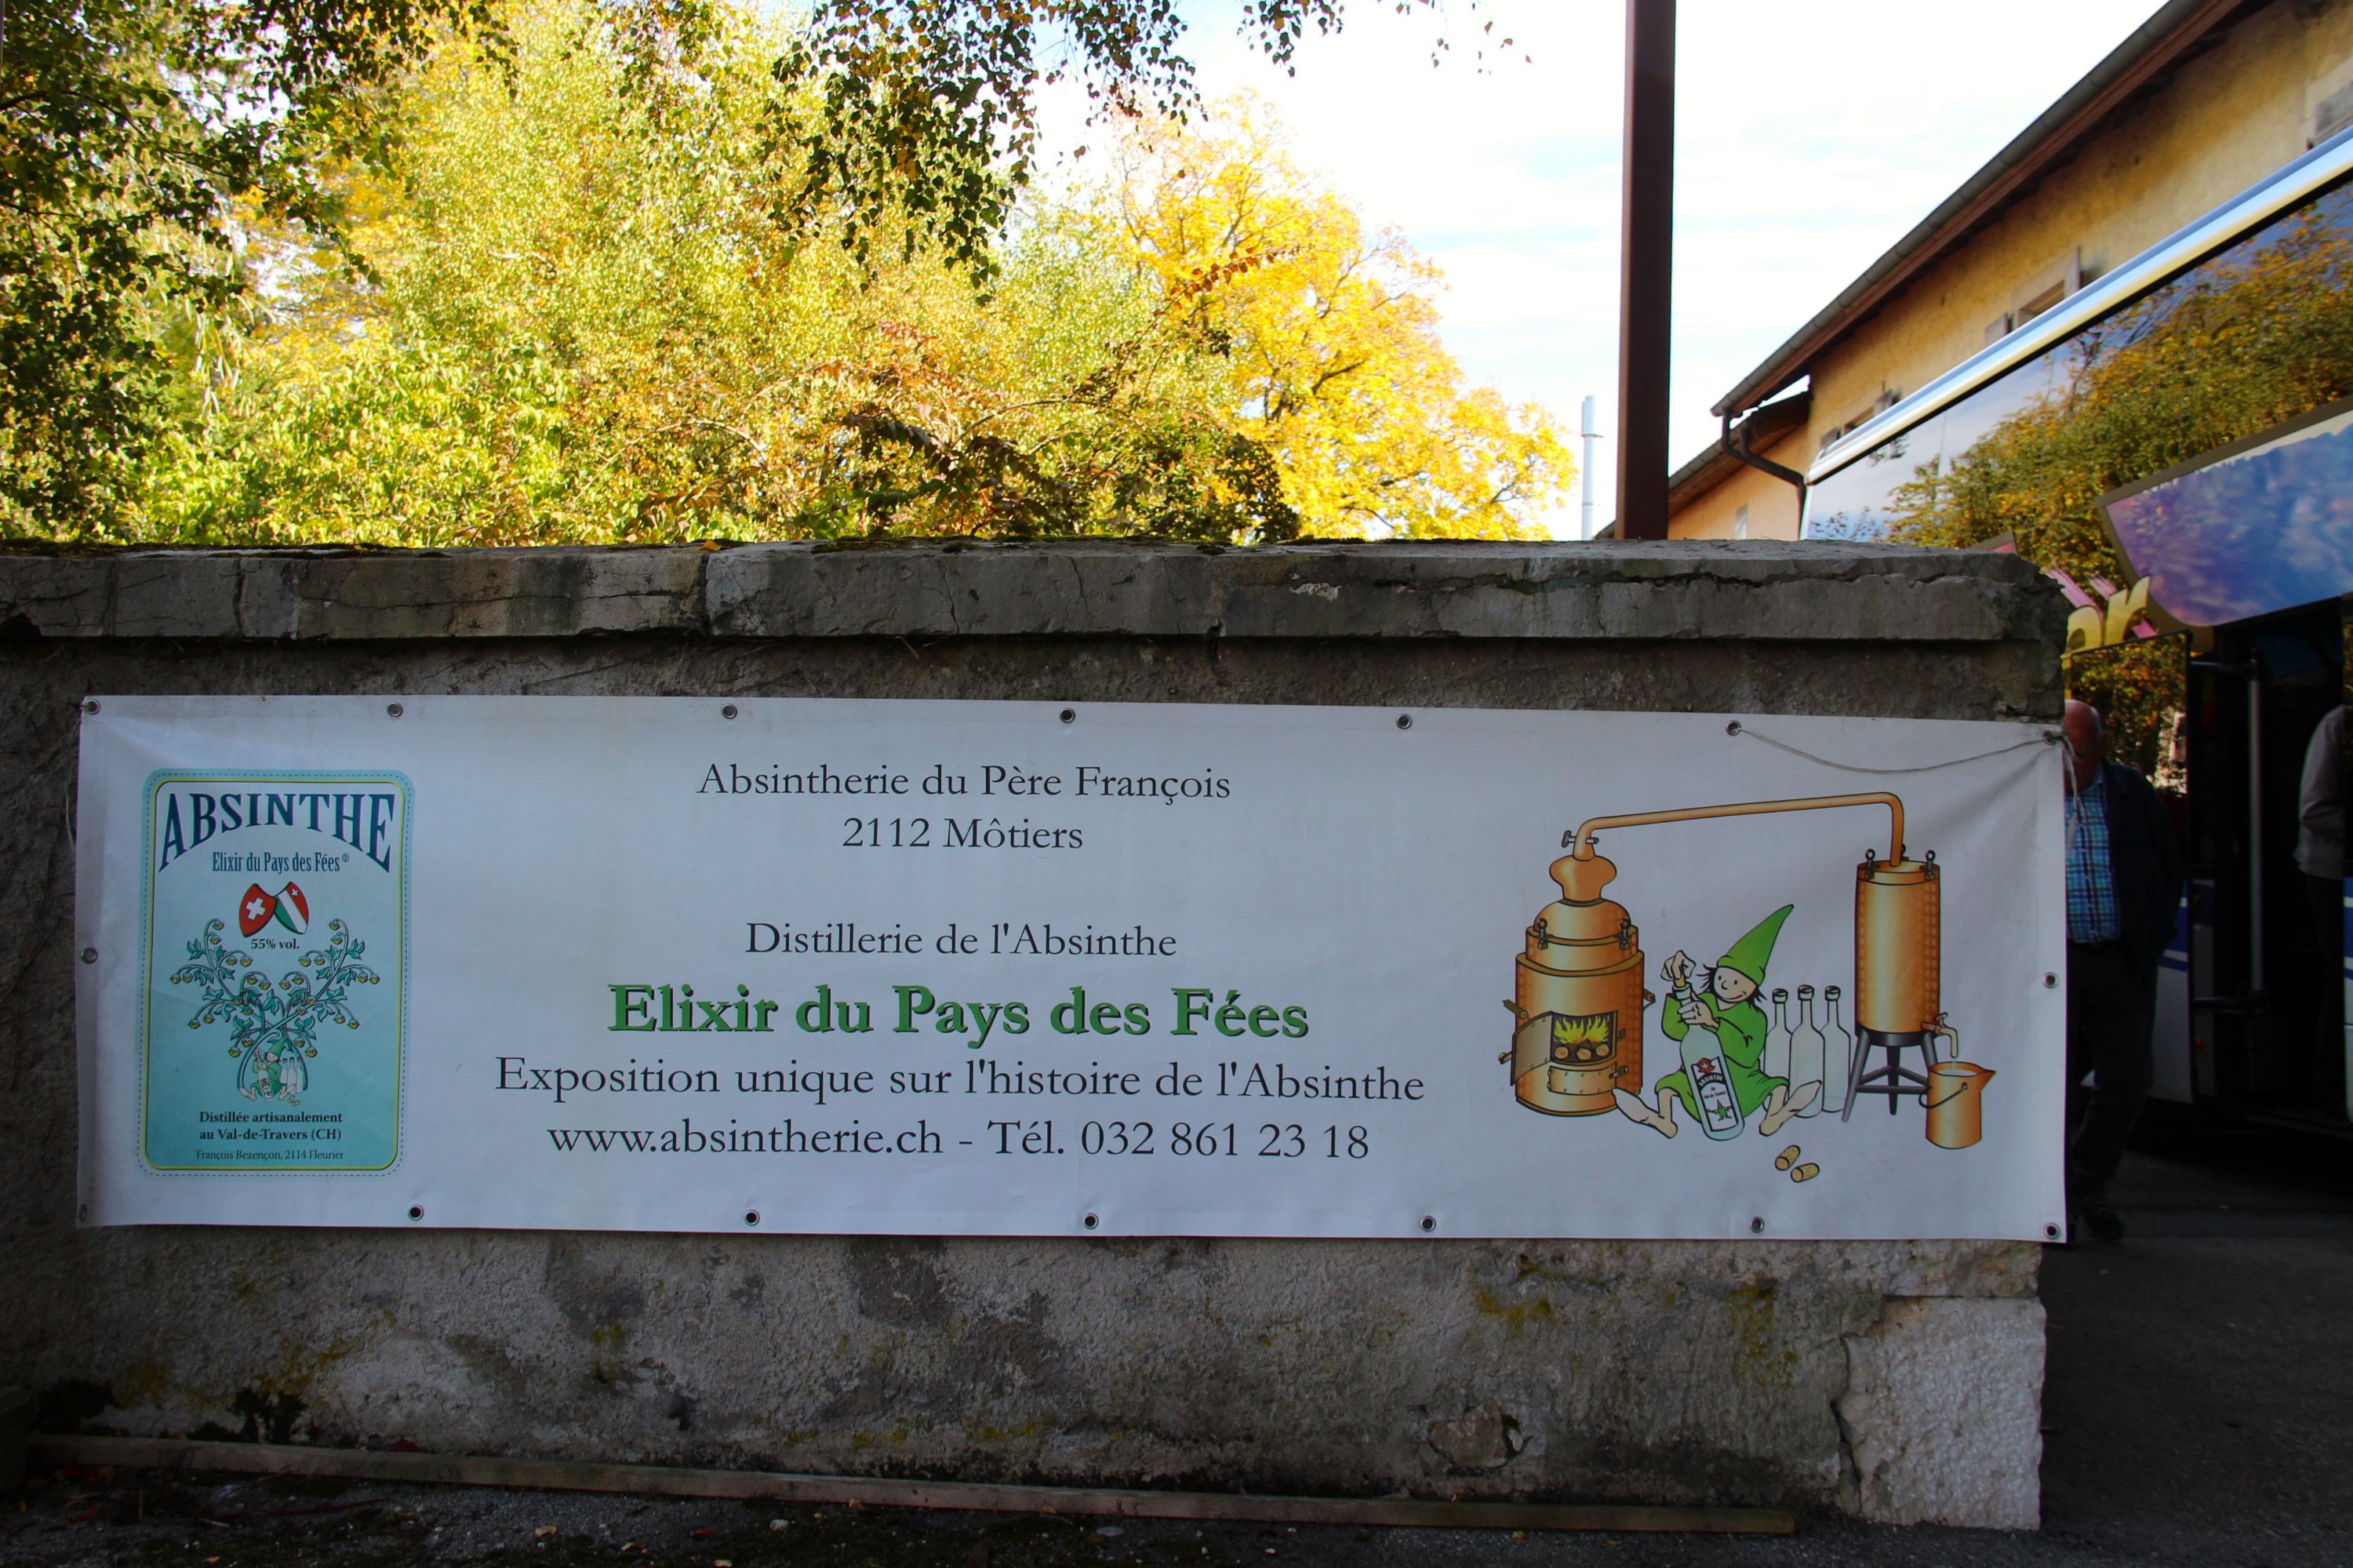 ABSINTHE
Elixir du Pays des Fées®
55% vol.
Distillée artisanalement
au Val-de-Travers (CH)
François Bezençon, 2114 Fleurier
Absintherie du Père François
2112 Môtiers
Distillerie de l'Absinthe
Elixir du Pays des Fées
Exposition unique sur l'histoire de l'Absinthe
www.absintherie.ch - Tél. 032 861 23 18
ABSINTHE